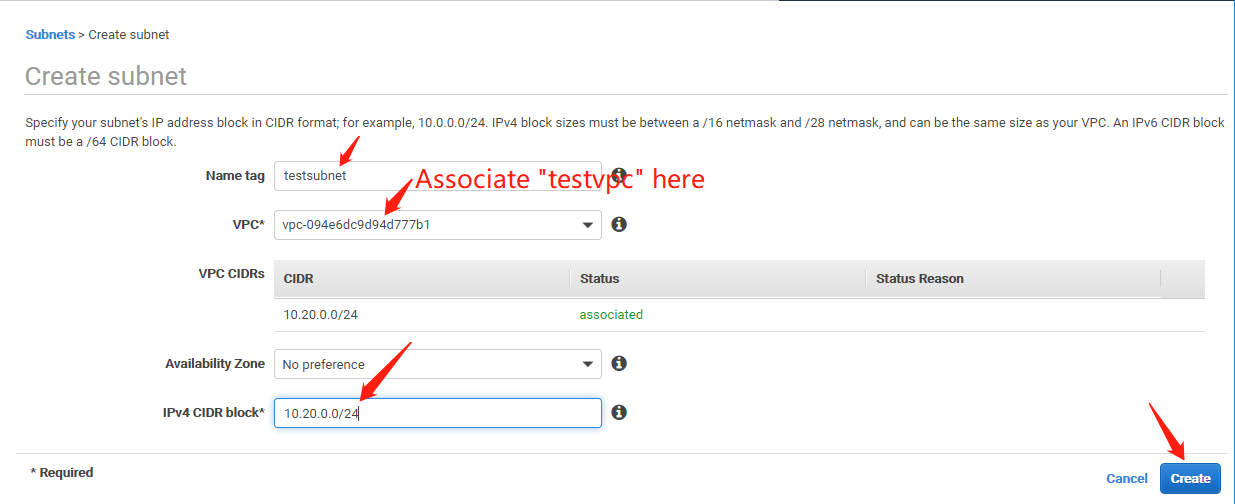 Subnets > Create subnet
Create subnet
Specify your subnet's IP address block in CIDR format; for example, 10.0.0.0/24. IPv4 block sizes must be between a /16 netmask and /28 netmask, and can be the same size as your VPC. An IPv6 CIDR block
must be a /64 CIDR block.
Name tag testsubnet
Associate "testvpc" here
VPC* vpc-094e6dc9d94d777b1
VPC CIDRs CIDR Status Status Reason
10.20.0.0/24 associated
Availability Zone No preference
IPv4 CIDR block* 10.20.0.0/24
* Required Cancel Create